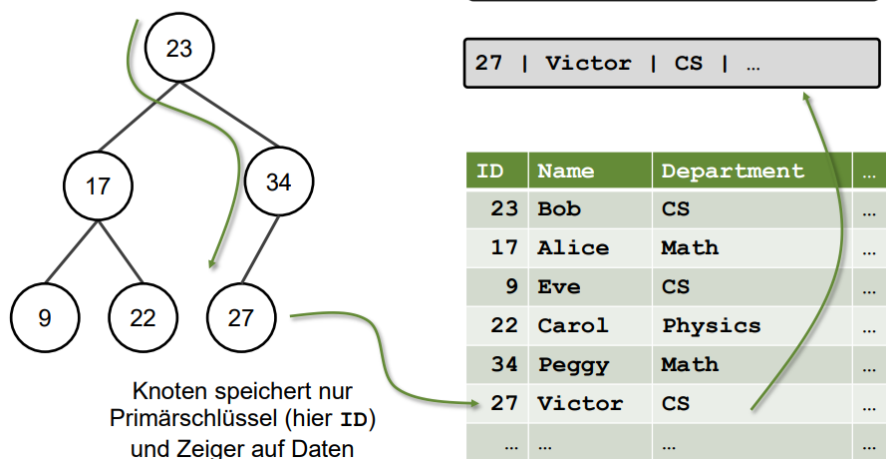 23
17
34
9
22
27
Knoten speichert nur
Primärschlüssel (hier ID)
und Zeiger auf Daten
27 | Victor | CS | …
ID Name Department …
23 Bob CS …
17 Alice Math …
9 Eve CS …
22 Carol Physics …
34 Peggy Math …
27 Victor CS …
… … … …